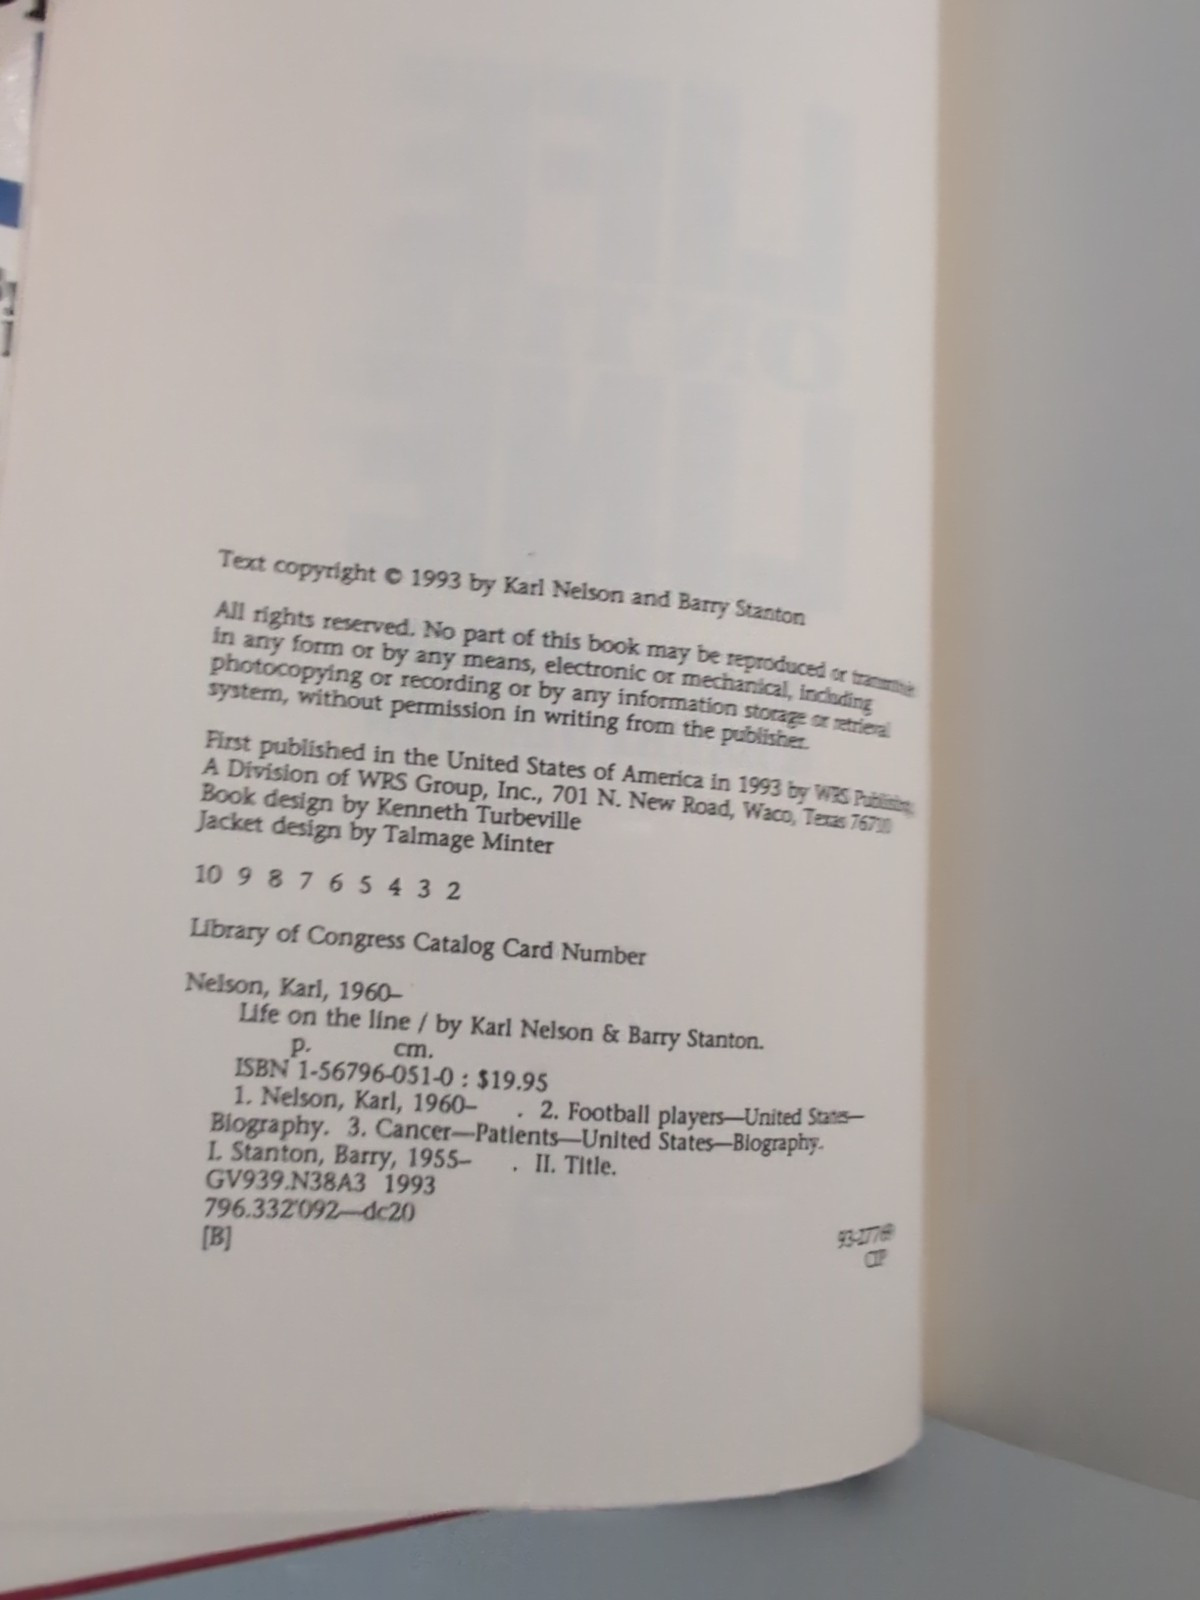 Text copyright © 1993 by Karl Nelson and Barry Stanton
All rights reserved. No part of this book may be reproduced or
in any form or by any means, electronic or mechanical, including
photocopying or recording or by any information storage or retrieval
system, without permission in writing from the publisher.
First published in the United States of America in 1993 by WRS Publishing,
A Division of WRS Group, Inc., 701 N. New Road, Waco, Texas 76710
Book design by Kenneth Turbeville
Jacket design by Talmage Minter
10 9 8 7 6 5 4 3 2
Library of Congress Catalog Card Number
Nelson, Karl, 1960–
Life on the line / by Karl Nelson & Barry Stanton.
p. cm.
ISBN 1-56796-051-0 : $19.95
1. Nelson, Karl, 1960– . 2. Football players—United States—
Biography. 3. Cancer—Patients—United States—Biography.
I. Stanton, Barry, 1955– . II. Title.
GV939.N38A3 1993
796.332'092—dc20
[B]
CIP